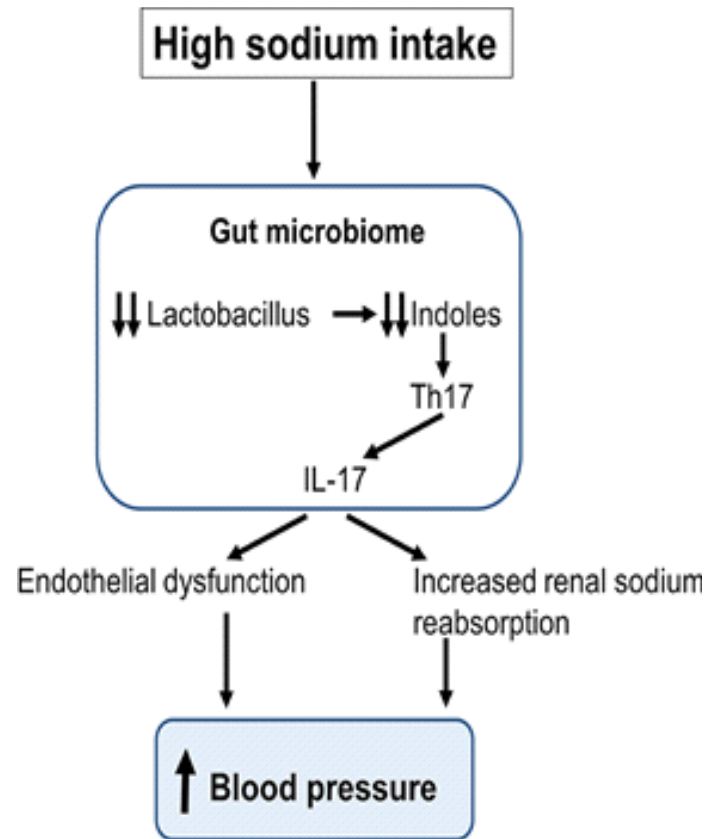 High sodium intake
Gut microbiome
Lactobacillus
Indoles
Th17
IL-17
Endothelial dysfunction
Increased renal sodium
reabsorption
Blood pressure